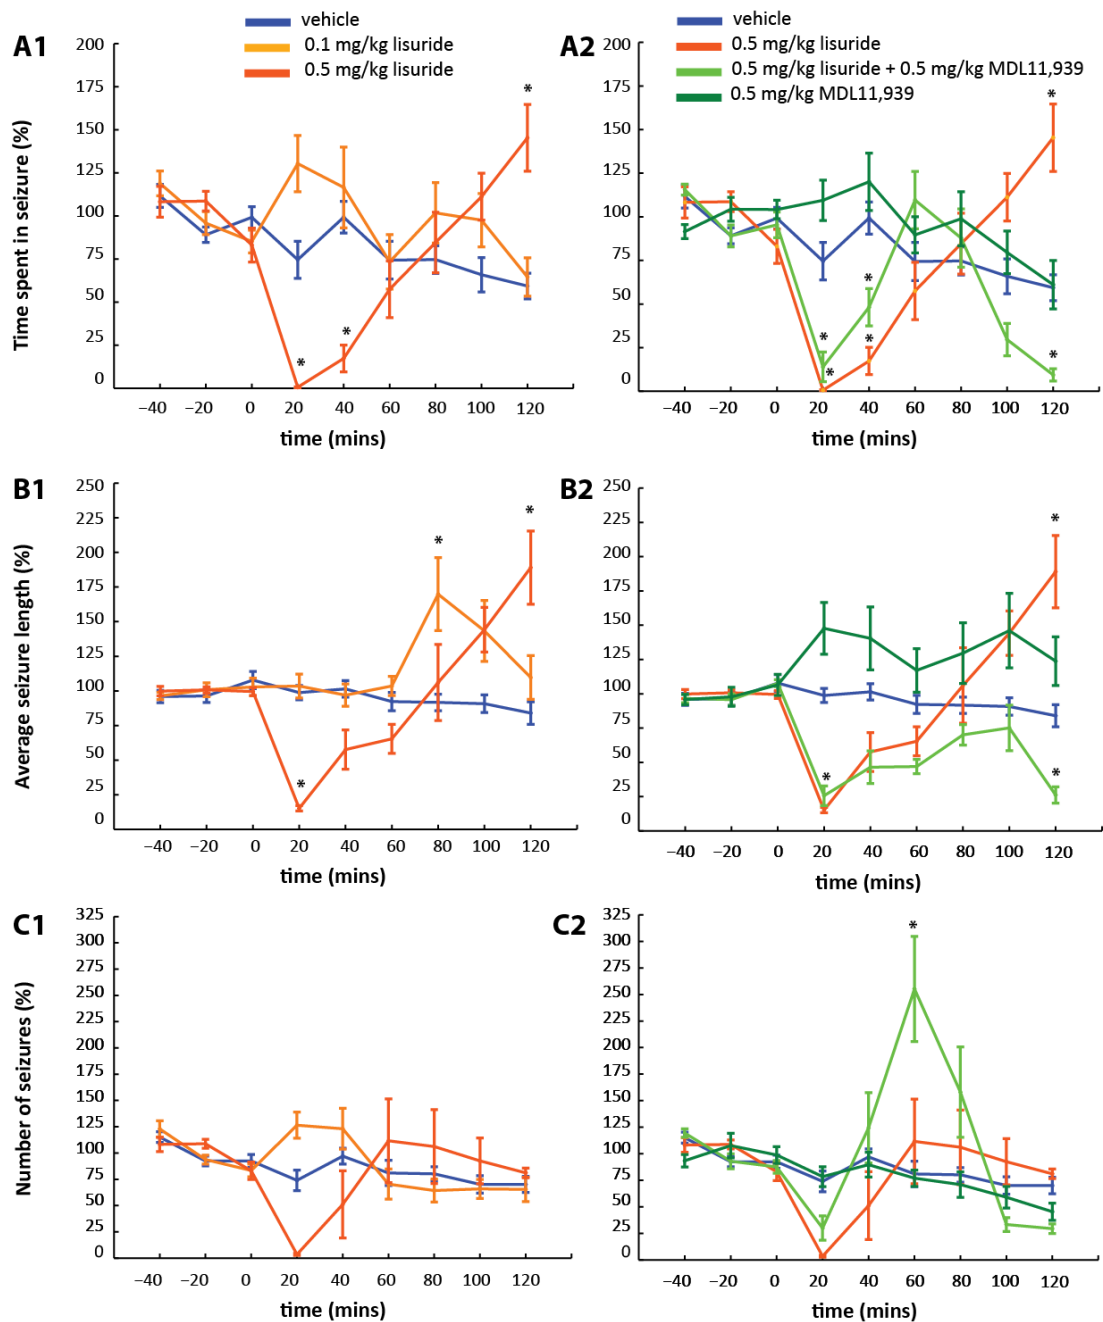 vehicle
0.1 mg/kg lisuride
0.5 mg/kg lisuride
vehicle
0.5 mg/kg lisuride
0.5 mg/kg lisuride + 0.5 mg/kg MDL11,939
0.5 mg/kg MDL11,939
A1
Time spent in seizure (%)
200
175
150
125
100
75
50
25
0
* * *
−40 −20 0 20 40 60 80 100 120
time (mins)
A2
200
175
150
125
100
75
50
25
0
* * * * * *
−40 −20 0 20 40 60 80 100 120
time (mins)
B1
Average seizure length (%)
250
225
200
175
150
125
100
75
50
25
0
* * *
−40 −20 0 20 40 60 80 100 120
time (mins)
B2
250
225
200
175
150
125
100
75
50
25
0
* * *
−40 −20 0 20 40 60 80 100 120
time (mins)
C1
Number of seizures (%)
325
300
275
250
225
200
175
150
125
100
75
50
25
0
−40 −20 0 20 40 60 80 100 120
time (mins)
C2
325
300
275
250
225
200
175
150
125
100
75
50
25
0
*
−40 −20 0 20 40 60 80 100 120
time (mins)